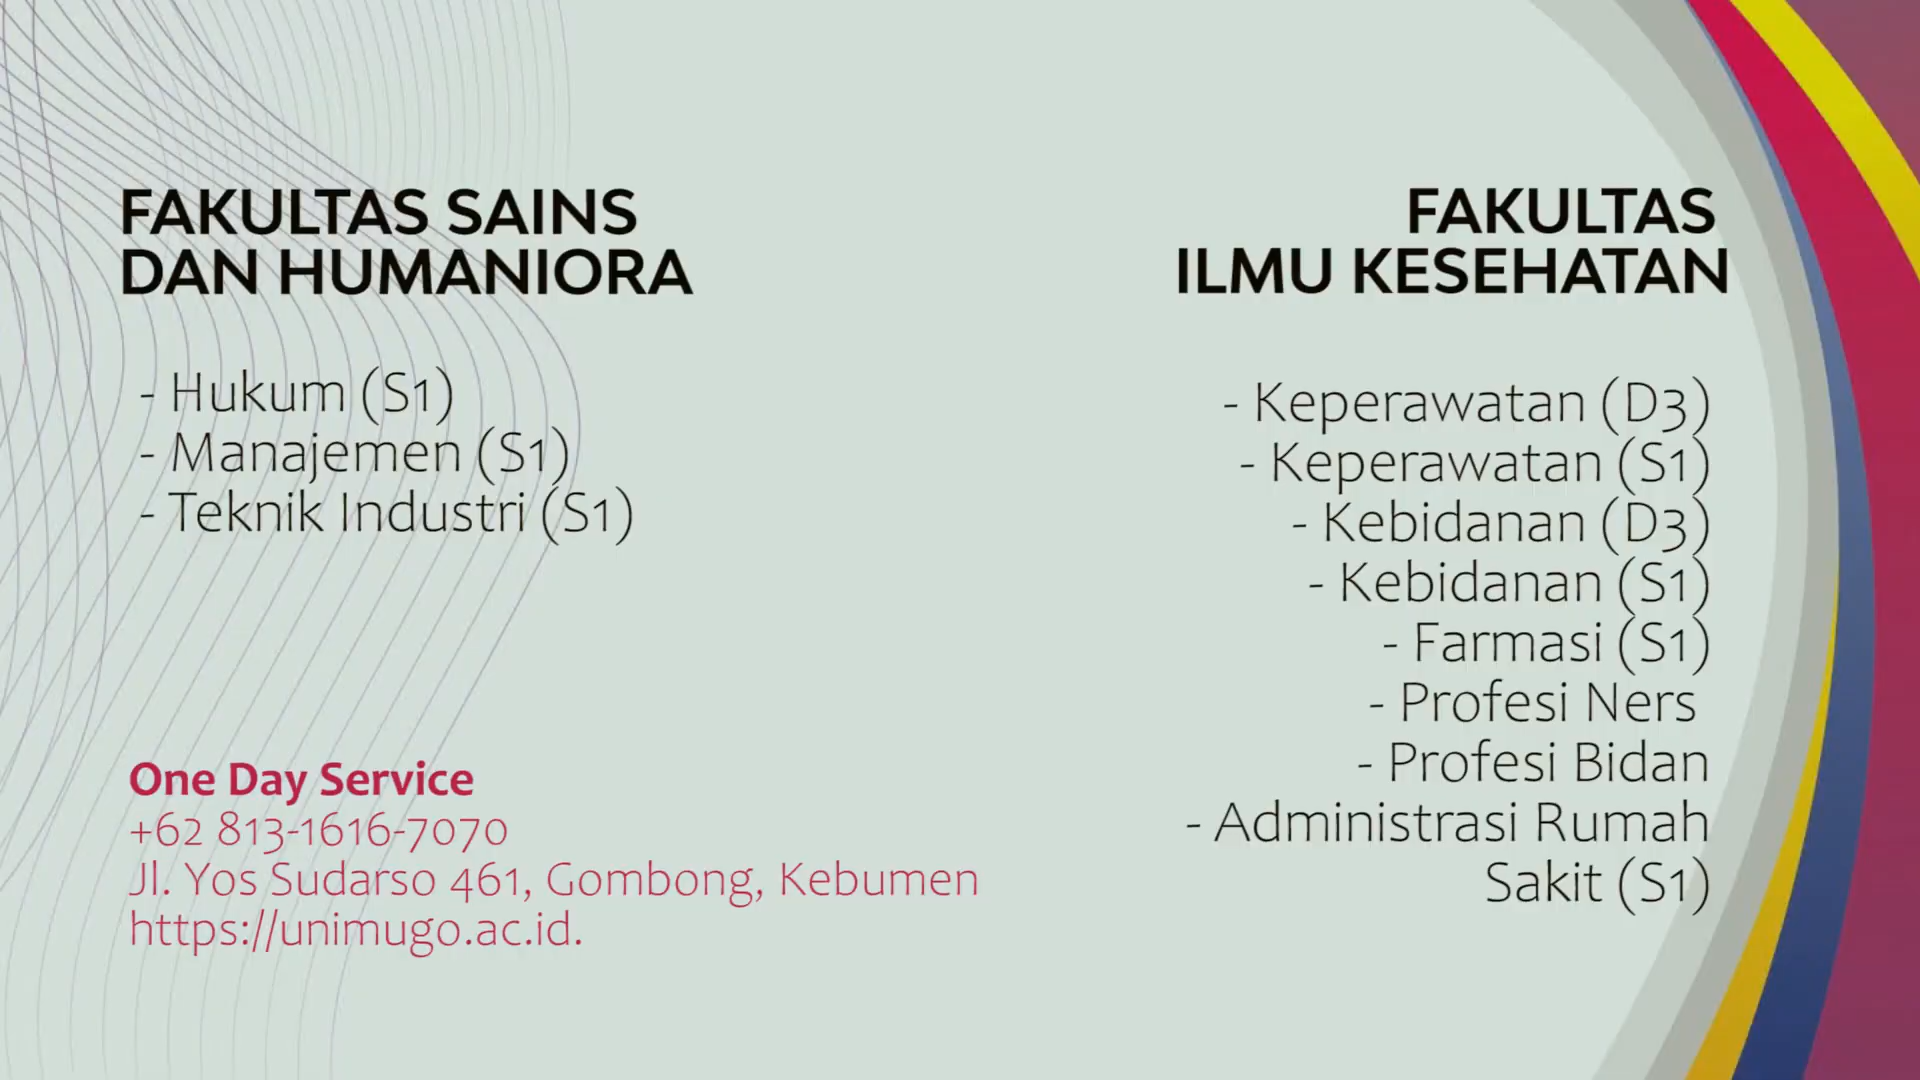 FAKULTAS SAINS
DAN HUMANIORA
- Hukum (S1)
- Manajemen (S1)
- Teknik Industri (S1)
One Day Service
+62 813-1616-7070
Jl. Yos Sudarso 461, Gombong, Kebumen
https://unimugo.ac.id.
FAKULTAS
ILMU KESEHATAN
- Keperawatan (D3)
- Keperawatan (S1)
- Kebidanan (D3)
- Kebidanan (S1)
- Farmasi (S1)
- Profesi Ners
- Profesi Bidan
- Administrasi Rumah
Sakit (S1)